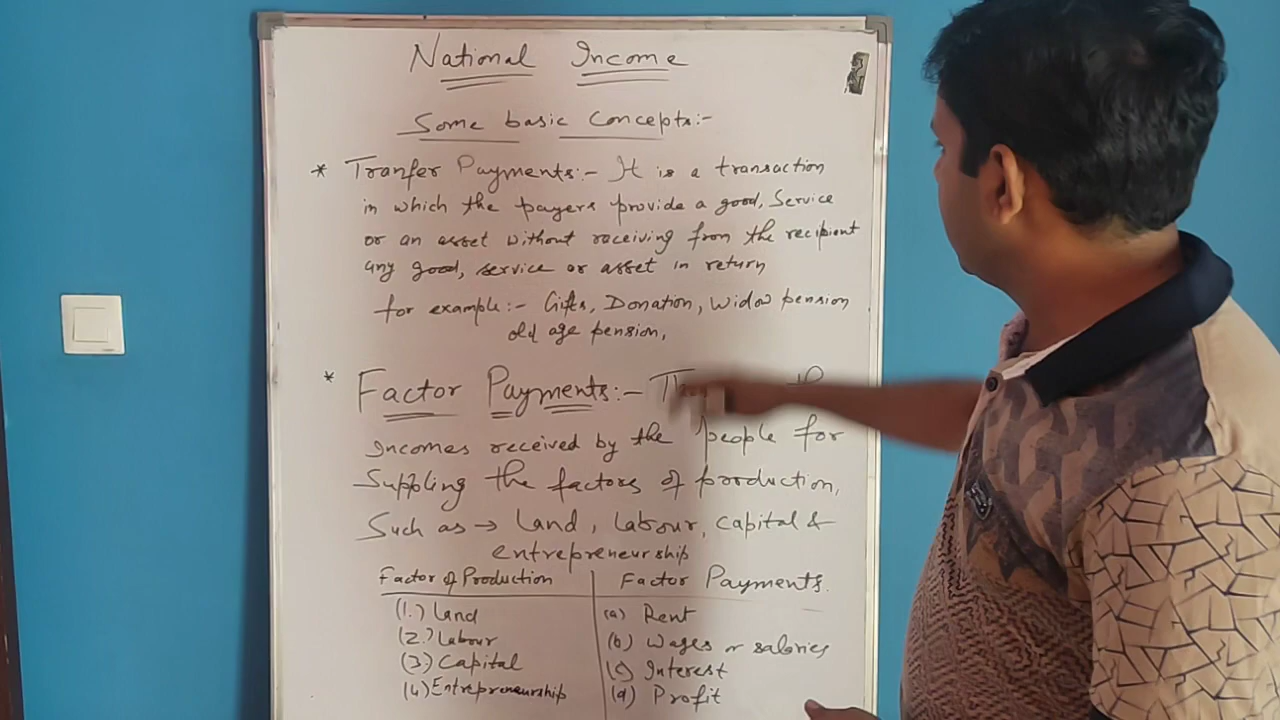 National Income
Some basic concepts:-
* Tranfer Payments:- It is a transaction
in which the payers provide a good, Service
or an asset without receiving from the recipient
any good, service or asset in return
for example:- Gifts, Donation, Widow pension
old age pension,
* Factor Payments:-
Incomes received by the people for
Suppling the factors of production,
Such as → Land, Labour, Capital &
entrepreneurship
Factor of Production Factor Payments.
(1.) Land (a) Rent
(2.) Labour (b) Wages or salaries
(3) Capital (c) Interest
(4) Entrepreneurship (d) Profit